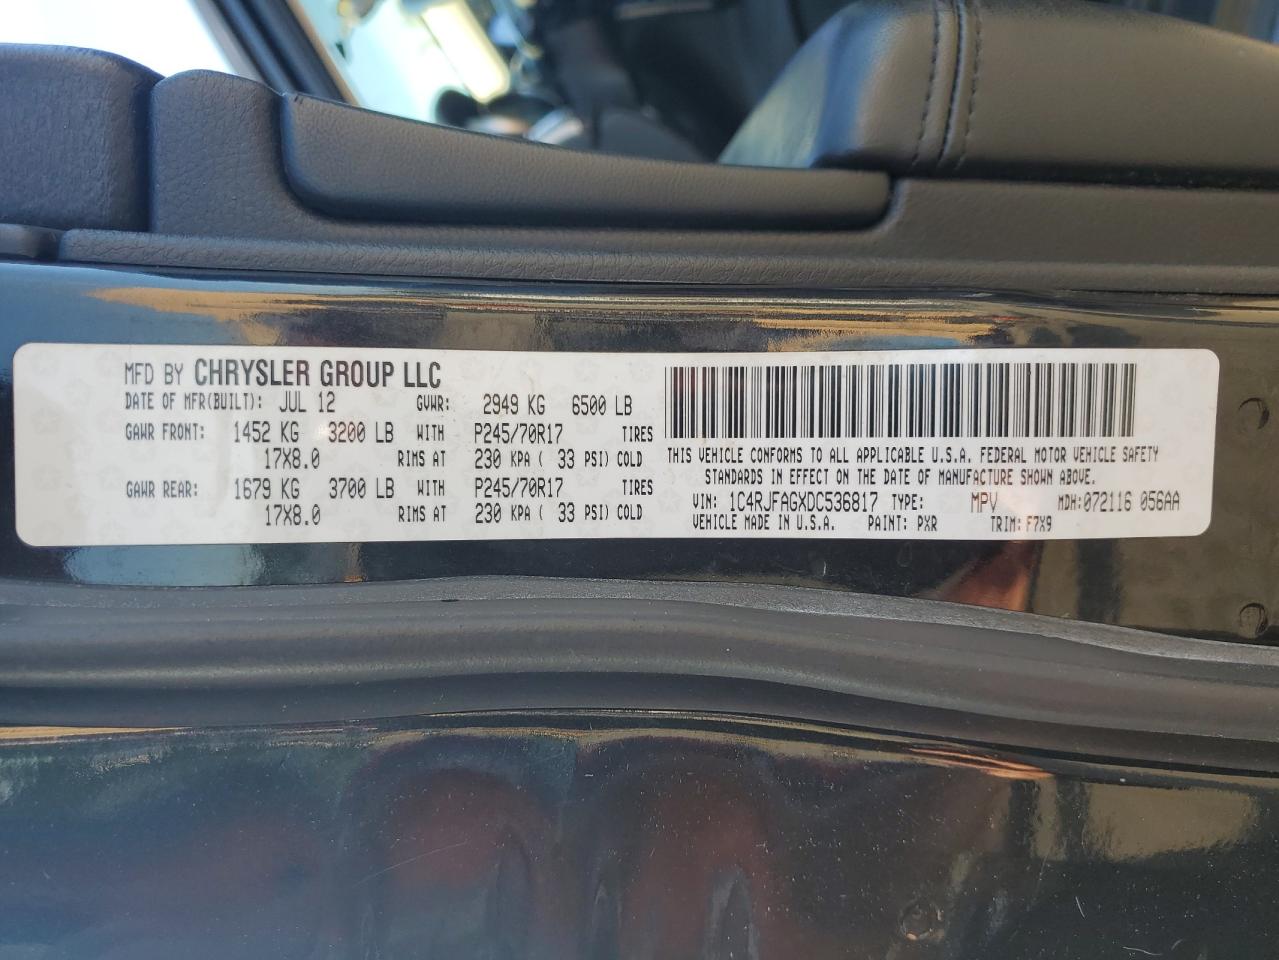 MFD BY CHRYSLER GROUP LLC
DATE OF MFR(BUILT): JUL 12 GVWR: 2949 KG 6500 LB
GAWR FRONT: 1452 KG 3200 LB WITH P245/70R17 TIRES
17X8.0 RIMS AT 230 KPA ( 33 PSI) COLD
GAWR REAR: 1679 KG 3700 LB WITH P245/70R17 TIRES
17X8.0 RIMS AT 230 KPA ( 33 PSI) COLD
THIS VEHICLE CONFORMS TO ALL APPLICABLE U.S.A. FEDERAL MOTOR VEHICLE SAFETY
STANDARDS IN EFFECT ON THE DATE OF MANUFACTURE SHOWN ABOVE.
VIN: 1C4RJFAGXDC536817 TYPE: MPV MDH:072116 056AA
VEHICLE MADE IN U.S.A. PAINT: PXR TRIM: F7X9